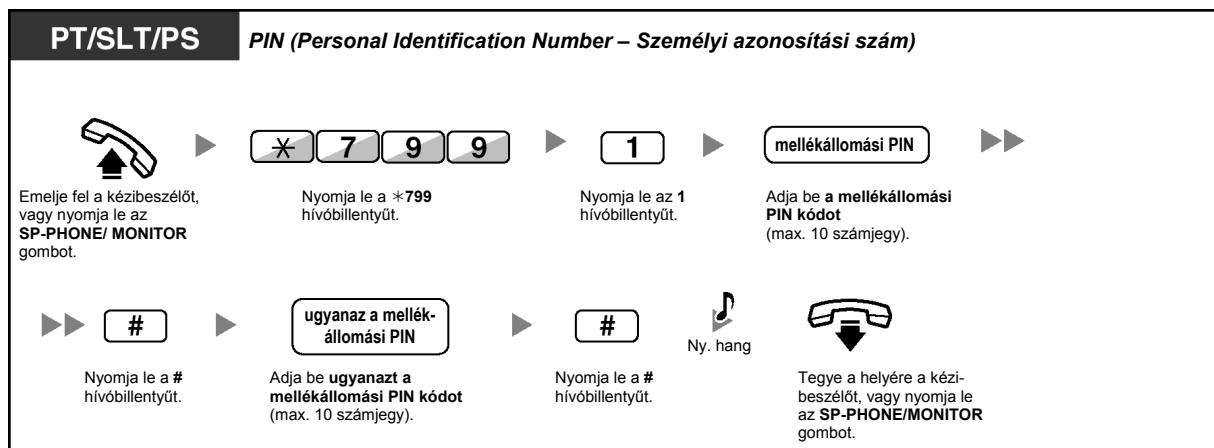 PT/SLT/PS
PIN (Personal Identification Number – Személyi azonosítási szám)
✳ 7 9 9
1
mellékállomási PIN
Emelje fel a kézibeszélőt,
vagy nyomja le az
SP-PHONE/ MONITOR
gombot.
Nyomja le a ✳799
hívóbillentyűt.
Nyomja le az 1
hívóbillentyűt.
Adja be a mellékállomási
PIN kódot
(max. 10 számjegy).
#
ugyanaz a mellék-
állomási PIN
#
Ny. hang
Nyomja le a #
hívóbillentyűt.
Adja be ugyanazt a
mellékállomási PIN kódot
(max. 10 számjegy).
Nyomja le a #
hívóbillentyűt.
Tegye a helyére a kézi-
beszélőt, vagy nyomja le
az SP-PHONE/MONITOR
gombot.